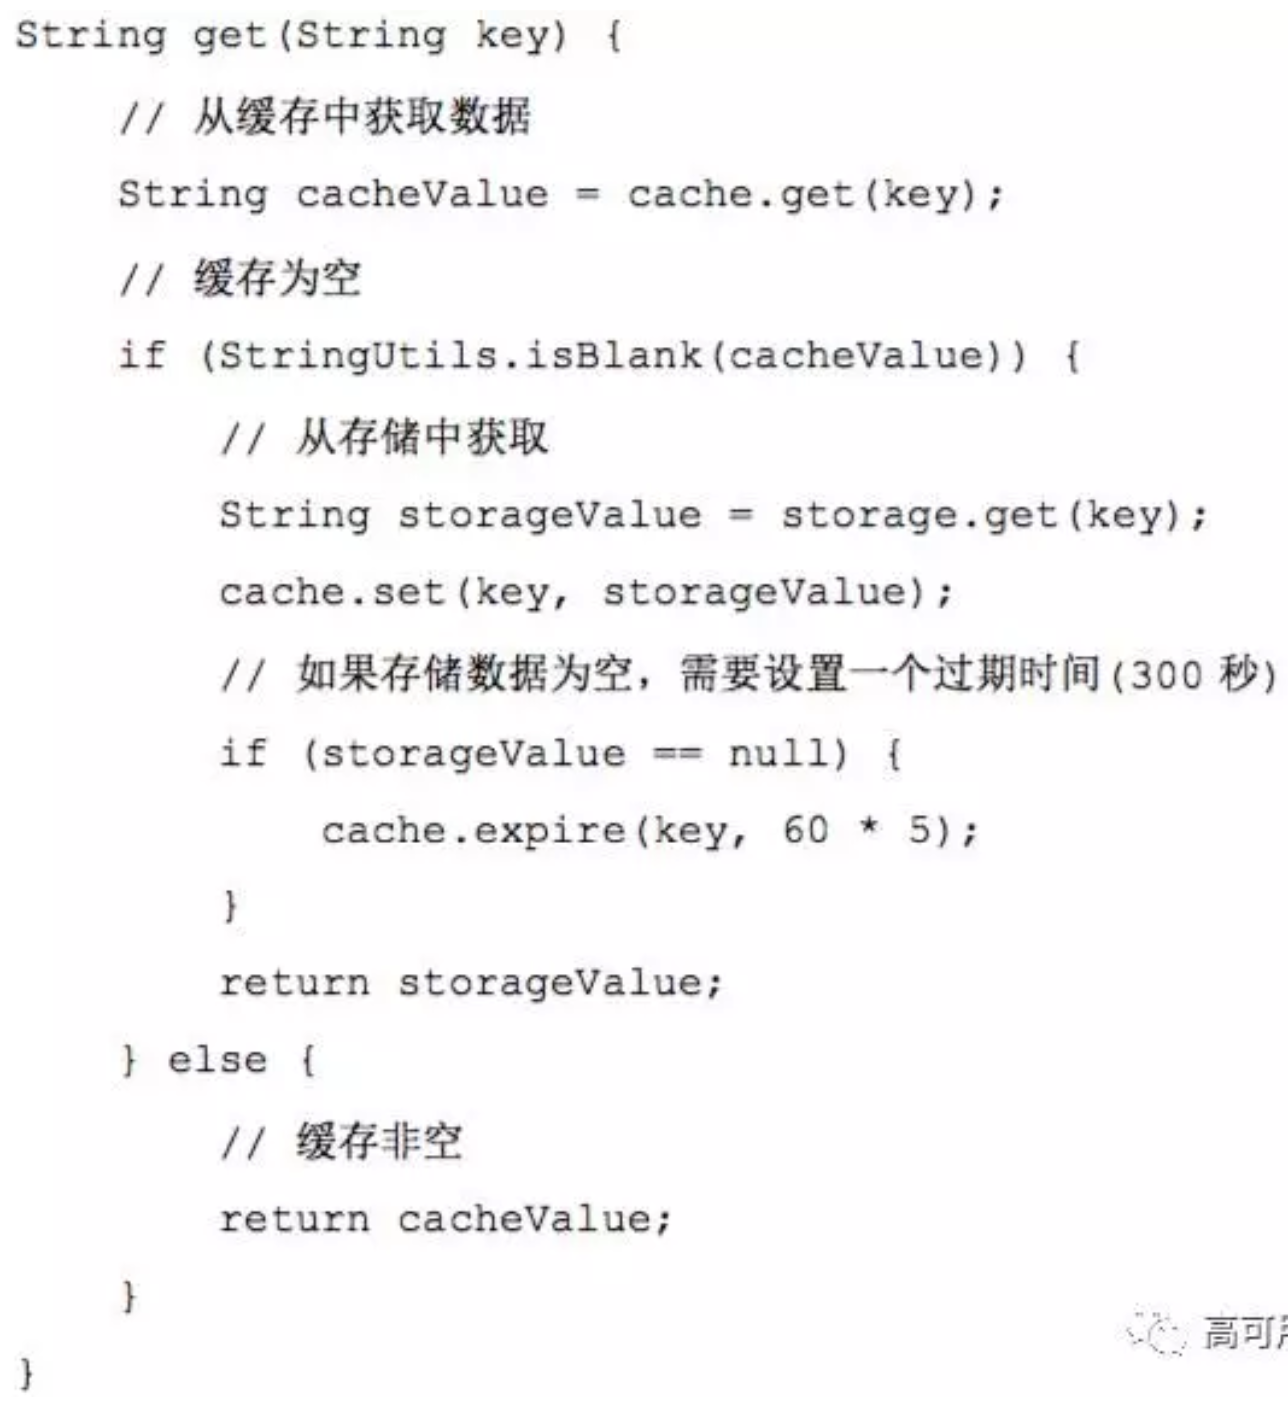 String get(String key) {
// 从缓存中获取数据
String cacheValue = cache.get(key);
// 缓存为空
if (StringUtils.isBlank(cacheValue)) {
// 从存储中获取
String storageValue = storage.get(key);
cache.set(key, storageValue);
// 如果存储数据为空，需要设置一个过期时间(300 秒)
if (storageValue == null) {
cache.expire(key, 60 * 5);
}
return storageValue;
} else {
// 缓存非空
return cacheValue;
}
高可
}